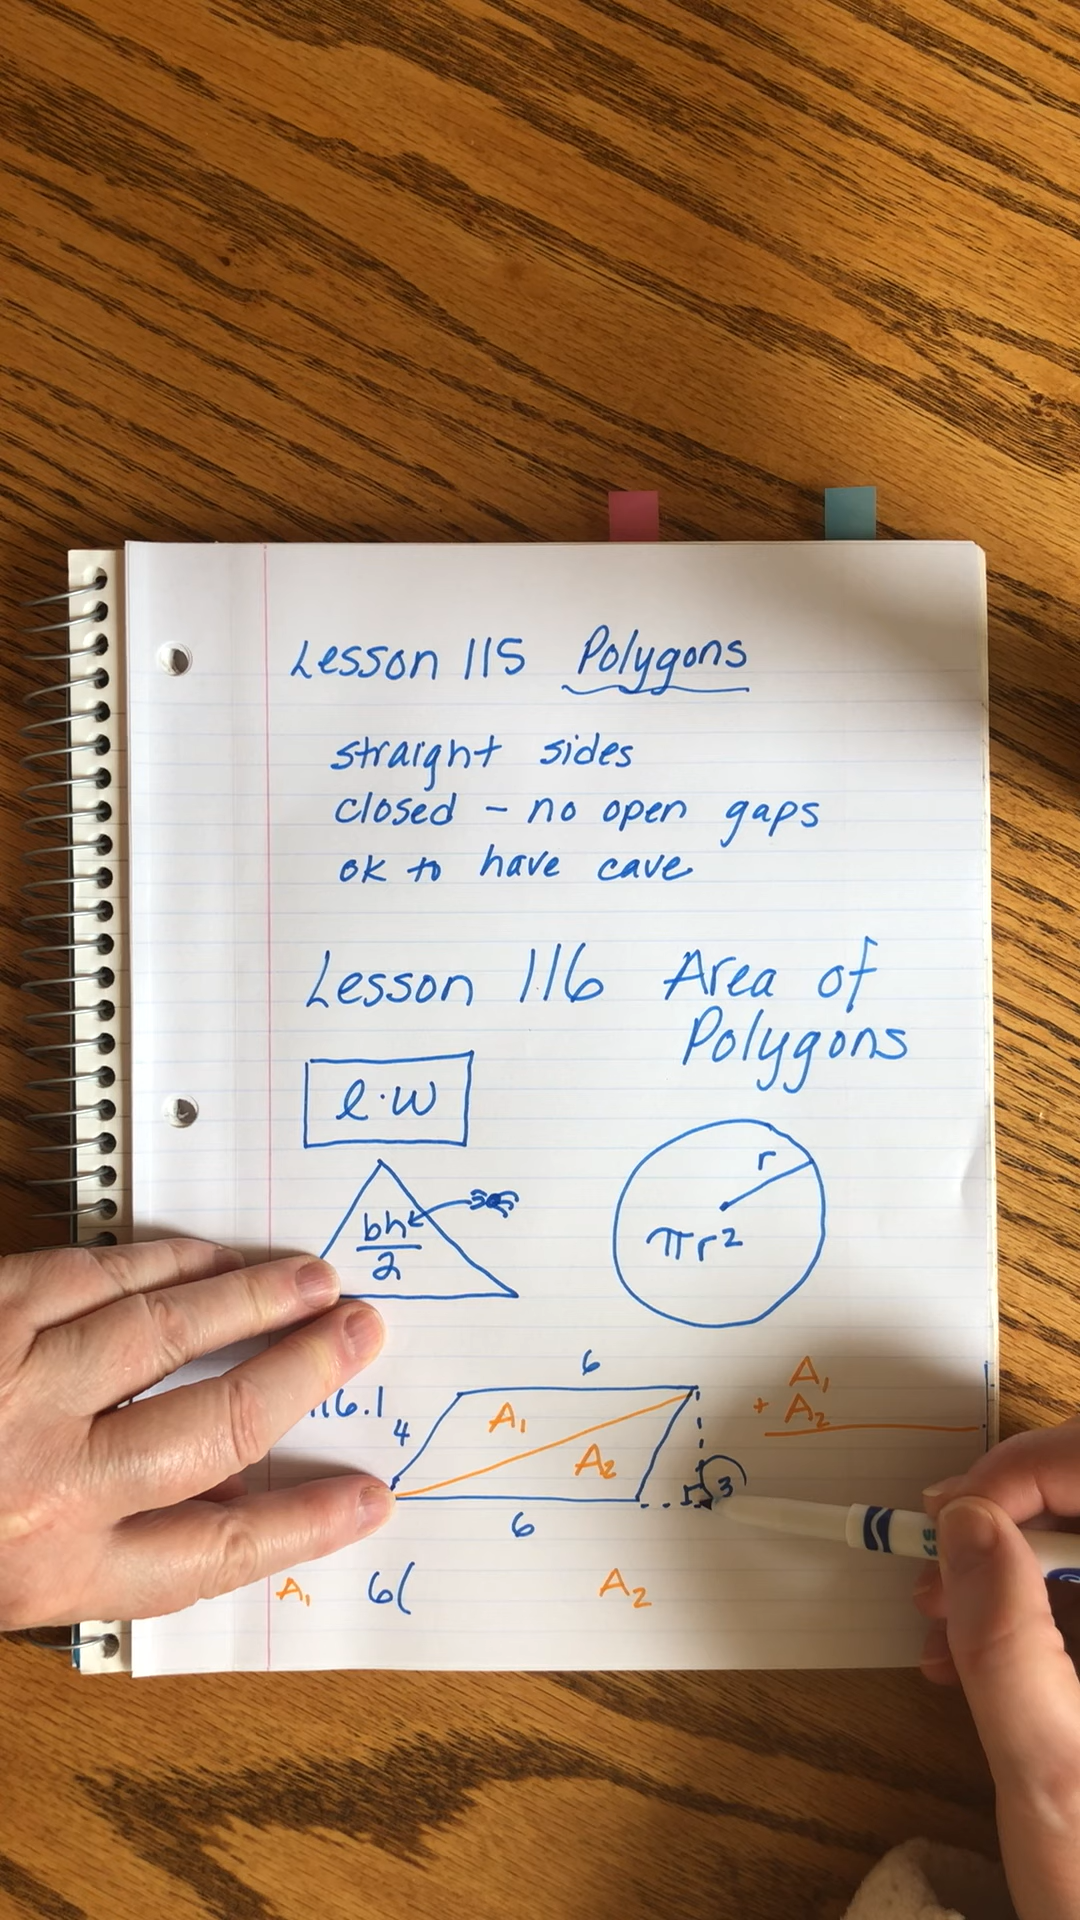 Lesson 115 Polygons
straight sides
closed - no open gaps
ok to have cave
Lesson 116 Area of
Polygons
l·w
bh
2
r
πr²
16.1
6
4
A₁
A₂
3
6
A₁
+ A₂
A₁ 6(
A₂